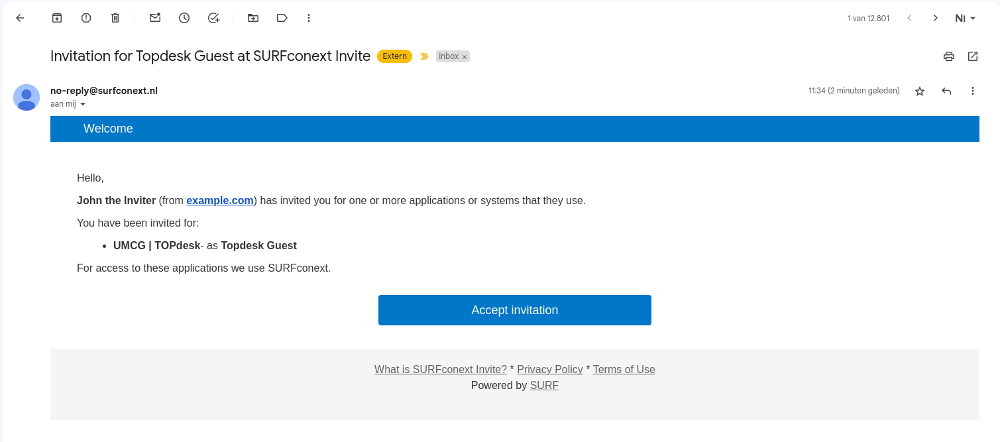 1 van 12.801
NI
Invitation for Topdesk Guest at SURFconext Invite Extern Inbox ×
no-reply@surfconext.nl 11:34 (2 minuten geleden)
aan mij
Welcome
Hello,
John the Inviter (from example.com) has invited you for one or more applications or systems that they use.
You have been invited for:
• UMCG | TOPdesk- as Topdesk Guest
For access to these applications we use SURFconext.
Accept invitation
What is SURFconext Invite? * Privacy Policy * Terms of Use
Powered by SURF